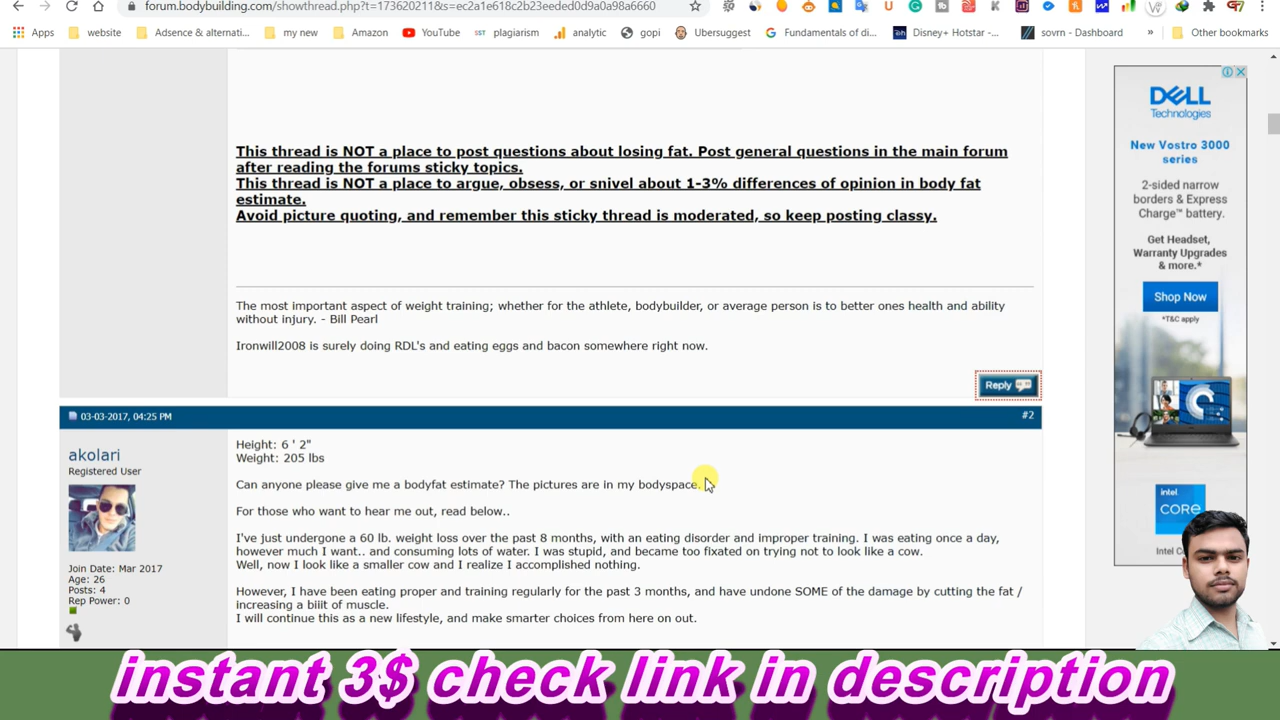 forum.bodybuilding.com/showthread.php?t=173620211&s=ec2a1e618c2b23eeded0d9a0a98a6660
Apps
website
Adsence & alternati...
my new
Amazon
YouTube
SST plagiarism
analytic
gopi
Ubersuggest
Fundamentals of di...
Disney+ Hotstar -...
sovrn - Dashboard
»
Other bookmarks
This thread is NOT a place to post questions about losing fat. Post general questions in the main forum
after reading the forums sticky topics.
This thread is NOT a place to argue, obsess, or snivel about 1-3% differences of opinion in body fat
estimate.
Avoid picture quoting, and remember this sticky thread is moderated, so keep posting classy.
The most important aspect of weight training; whether for the athlete, bodybuilder, or average person is to better ones health and ability
without injury. - Bill Pearl
Ironwill2008 is surely doing RDL's and eating eggs and bacon somewhere right now.
Reply
03-03-2017, 04:25 PM
#2
akolari
Registered User
Join Date: Mar 2017
Age: 26
Posts: 4
Rep Power: 0
Height: 6 ' 2"
Weight: 205 lbs
Can anyone please give me a bodyfat estimate? The pictures are in my bodyspace.
For those who want to hear me out, read below..
I've just undergone a 60 lb. weight loss over the past 8 months, with an eating disorder and improper training. I was eating once a day,
however much I want.. and consuming lots of water. I was stupid, and became too fixated on trying not to look like a cow.
Well, now I look like a smaller cow and I realize I accomplished nothing.
However, I have been eating proper and training regularly for the past 3 months, and have undone SOME of the damage by cutting the fat /
increasing a biiit of muscle.
I will continue this as a new lifestyle, and make smarter choices from here on out.
DELL
Technologies
New Vostro 3000
series
2-sided narrow
borders & Express
Charge™ battery.
Get Headset,
Warranty Upgrades
& more.*
Shop Now
*T&C apply
intel
CORE
Intel Co
instant 3$ check link in description